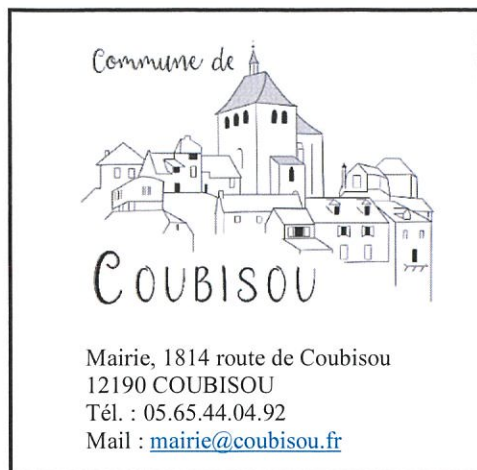 Commune de
COUBISOU
Mairie, 1814 route de Coubisou
12190 COUBISOU
Tél. : 05.65.44.04.92
Mail : mairie@coubisou.fr